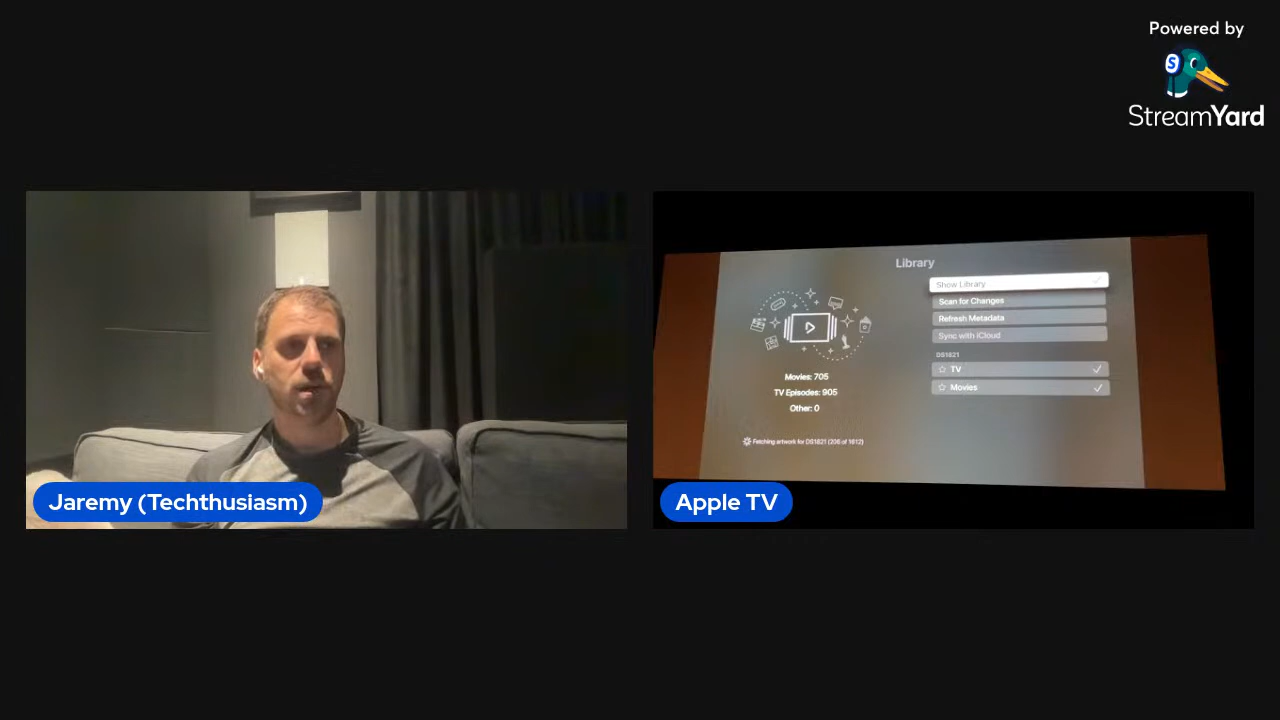 Powered by
S
StreamYard
Jaremy (Techthusiasm)
Library
Show Library
Scan for Changes
Refresh Metadata
Sync with iCloud
DS1821
TV
Movies
Movies: 705
TV Episodes: 905
Other: 0
Fetching artwork for DS1821 (206 of 1612)
Apple TV